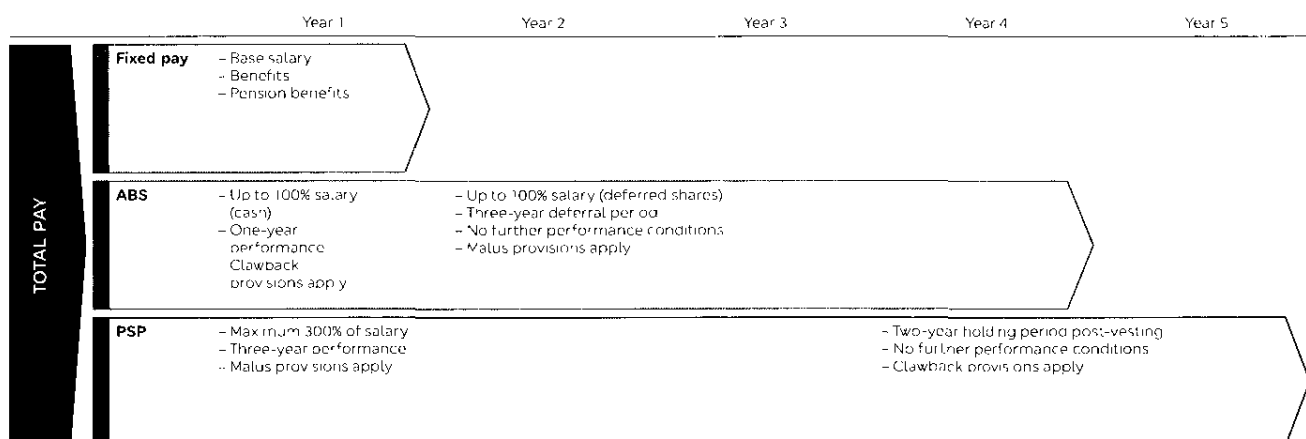 Year 1 Year 2 Year 3 Year 4 Year 5
TOTAL PAY
Fixed pay
– Base salary
– Benefits
– Pension benefits
ABS
– Up to 100% salary
(cash)
– One-year
performance
Clawback
provisions apply
– Up to 100% salary (deferred shares)
– Three-year deferral period
– No further performance conditions
– Malus provisions apply
PSP
– Maximum 300% of salary
– Three-year performance
– Malus provisions apply
– Two-year holding period post-vesting
– No further performance conditions
– Clawback provisions apply